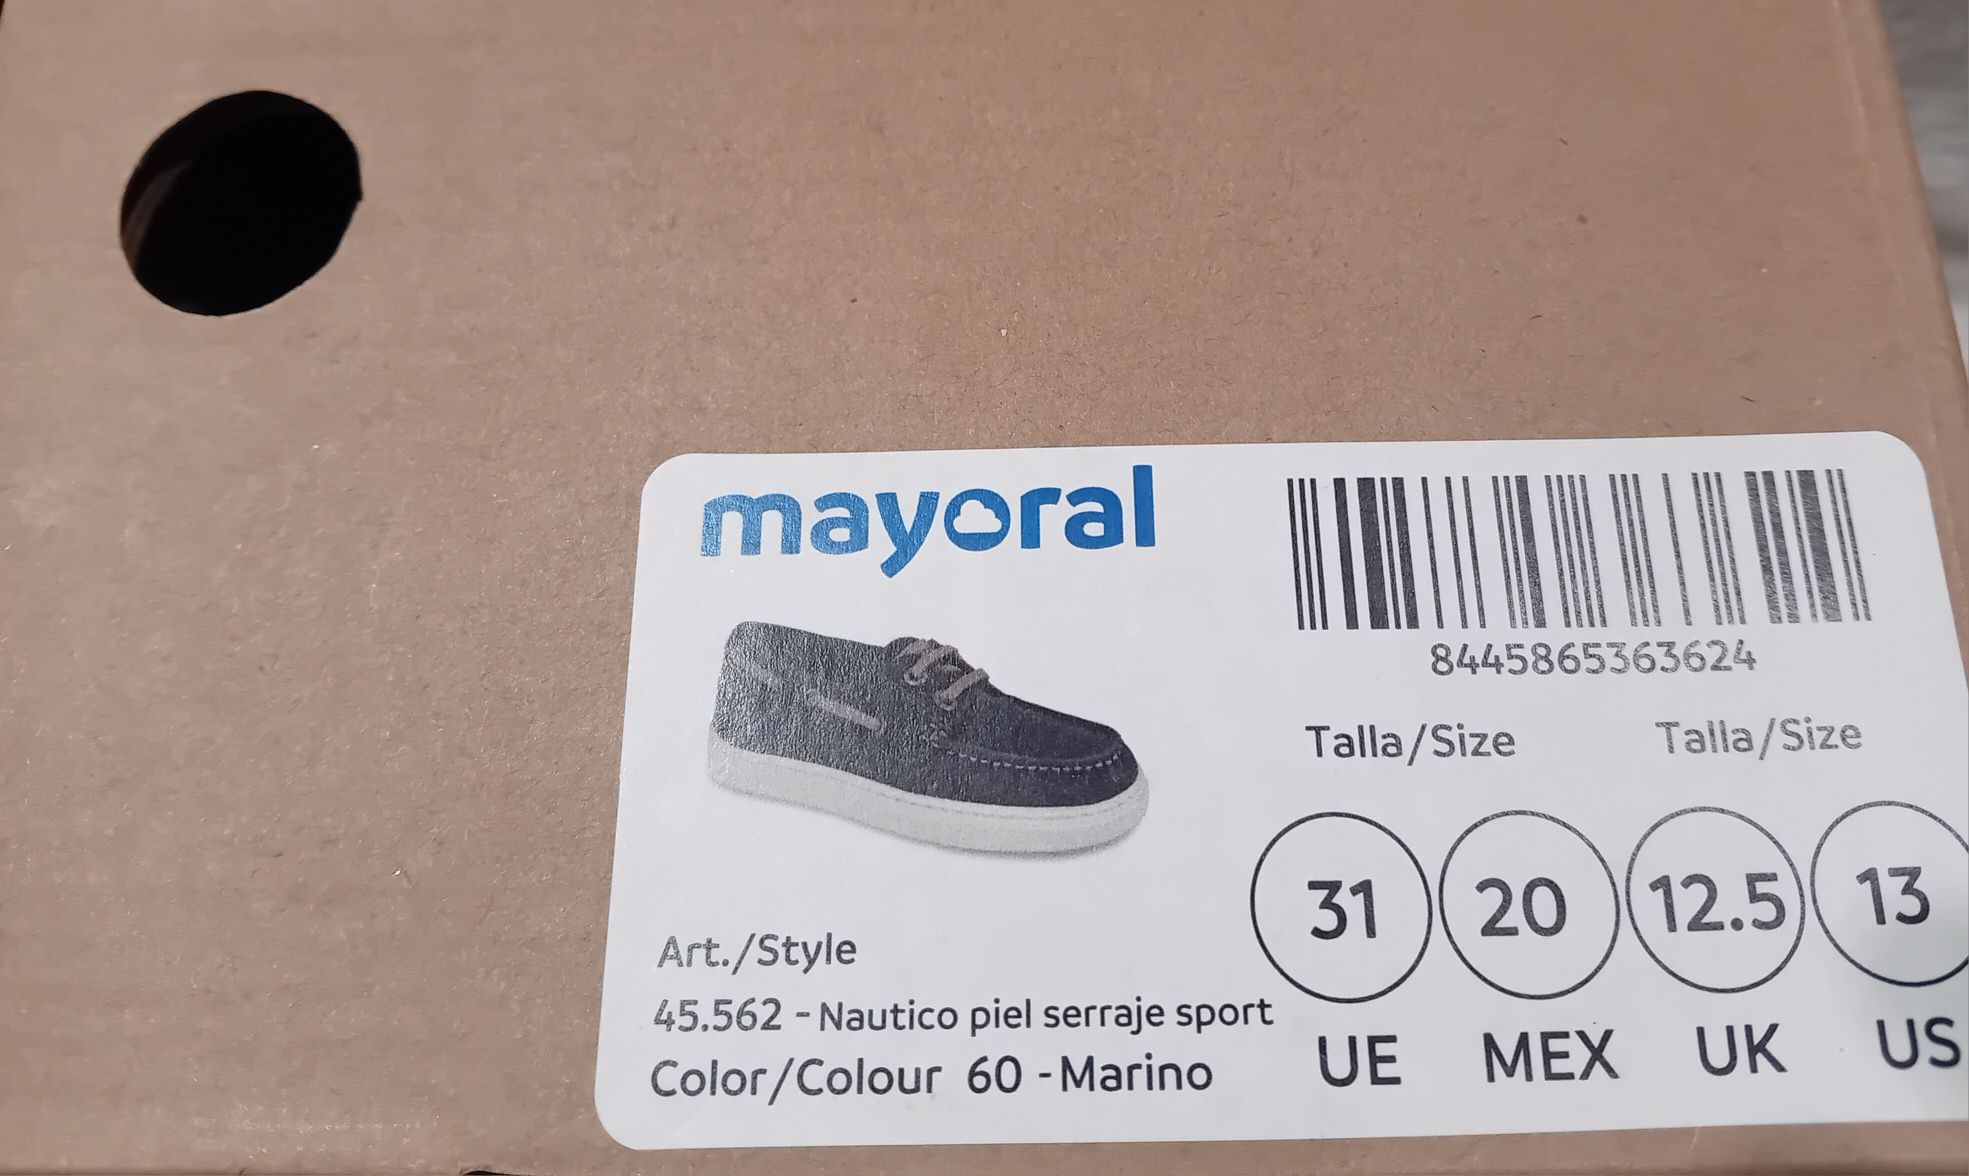 mayoral
8445865363624
Talla/Size Talla/Size
31 20 12.5 13
UE MEX UK US
Art./Style
45.562 - Nautico piel serraje sport
Color/Colour 60 - Marino